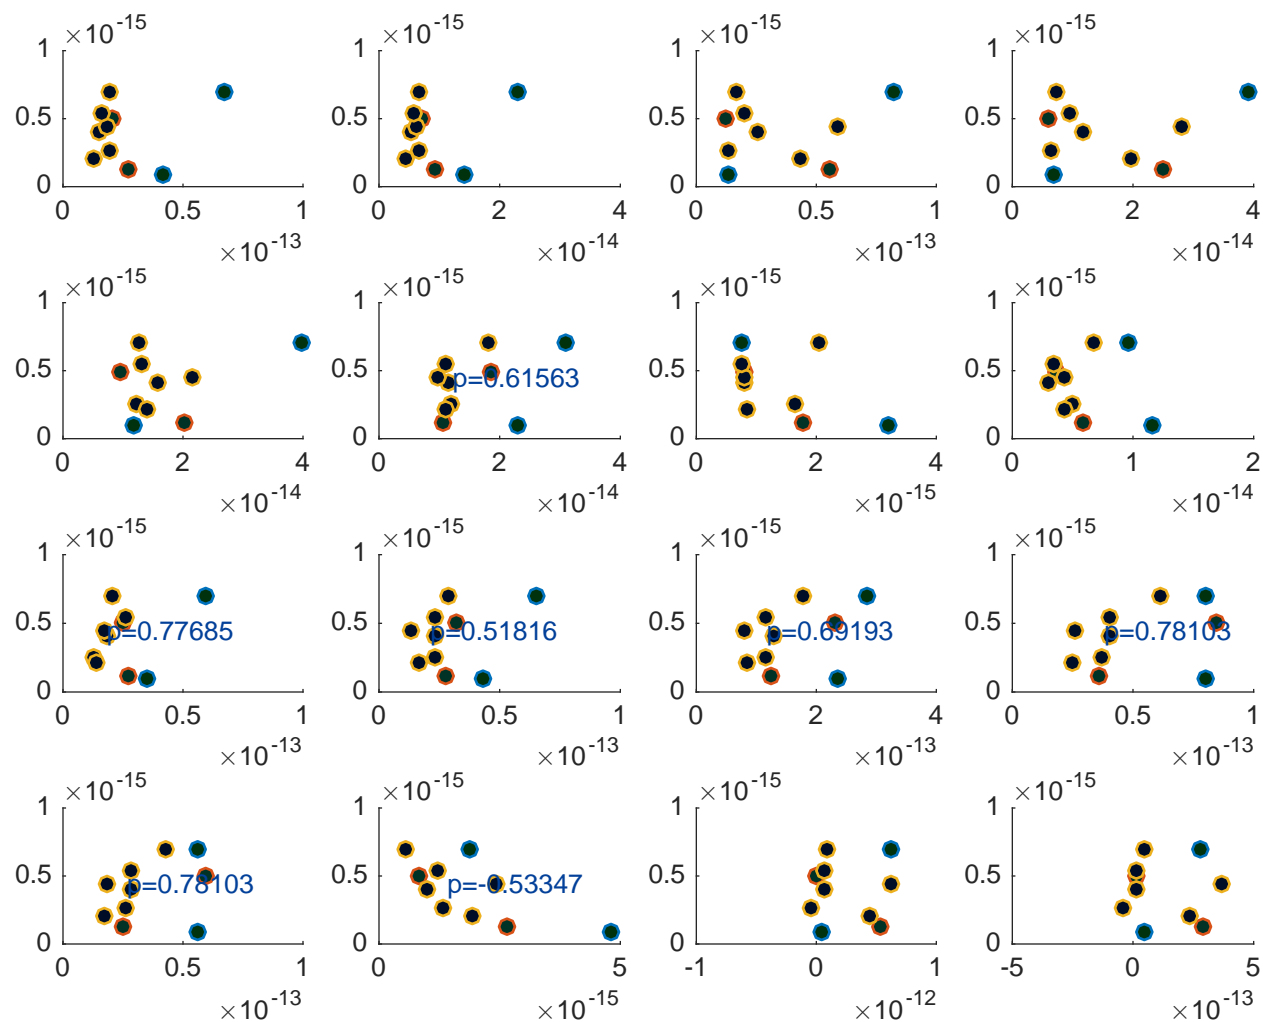 ×10-15 ×10-15 ×10-15 ×10-15
1 1 1 1
0.5 0.5 0.5 0.5
0 0 0 0
0 0.5 1 0 2 4 0 0.5 1 0 2 4
×10-13 ×10-14 ×10-13 ×10-14
×10-15 ×10-15 ×10-15 ×10-15
1 1 1 1
0.5 0.5 p=0.61563 0.5 0.5
0 0 0 0
0 2 4 0 2 4 0 2 4 0 1 2
×10-14 ×10-14 ×10-15 ×10-14
×10-15 ×10-15 ×10-15 ×10-15
1 1 1 1
0.5 p=0.77685 0.5 p=0.51816 0.5 p=0.69193 0.5 p=0.78103
0 0 0 0
0 0.5 1 0 0.5 1 0 2 4 0 0.5 1
×10-13 ×10-13 ×10-13 ×10-13
×10-15 ×10-15 ×10-15 ×10-15
1 1 1 1
0.5 p=0.78103 0.5 p=-0.53347 0.5 0.5
0 0 0 0
0 0.5 1 0 5 -1 0 1 -5 0 5
×10-13 ×10-15 ×10-12 ×10-13